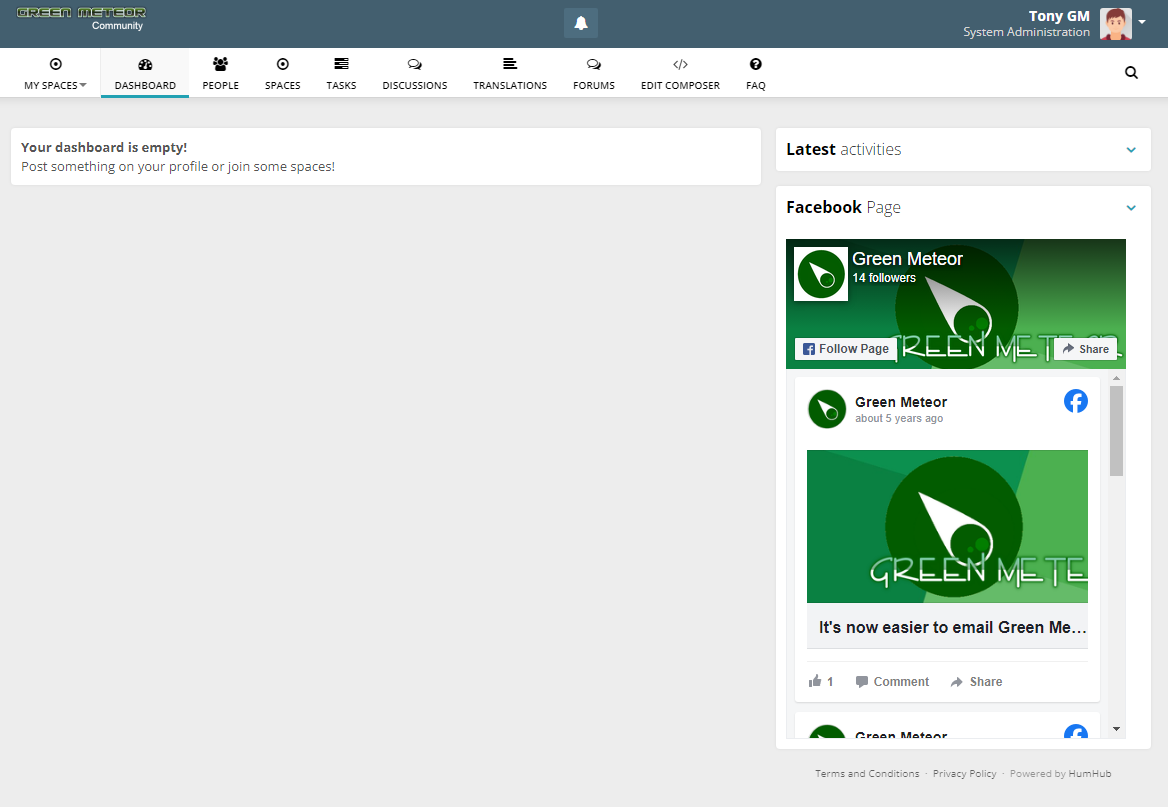 GREEN METEOR
Community
Tony GM
System Administration
MY SPACES
DASHBOARD
PEOPLE
SPACES
TASKS
DISCUSSIONS
TRANSLATIONS
FORUMS
EDIT COMPOSER
FAQ
Your dashboard is empty!
Post something on your profile or join some spaces!
Latest activities
Facebook Page
Green Meteor
14 followers
GREEN METEOR
Follow Page
Share
Green Meteor
about 5 years ago
GREEN METE
It's now easier to email Green Me...
1
Comment
Share
Green Meteor
Terms and Conditions · Privacy Policy · Powered by HumHub